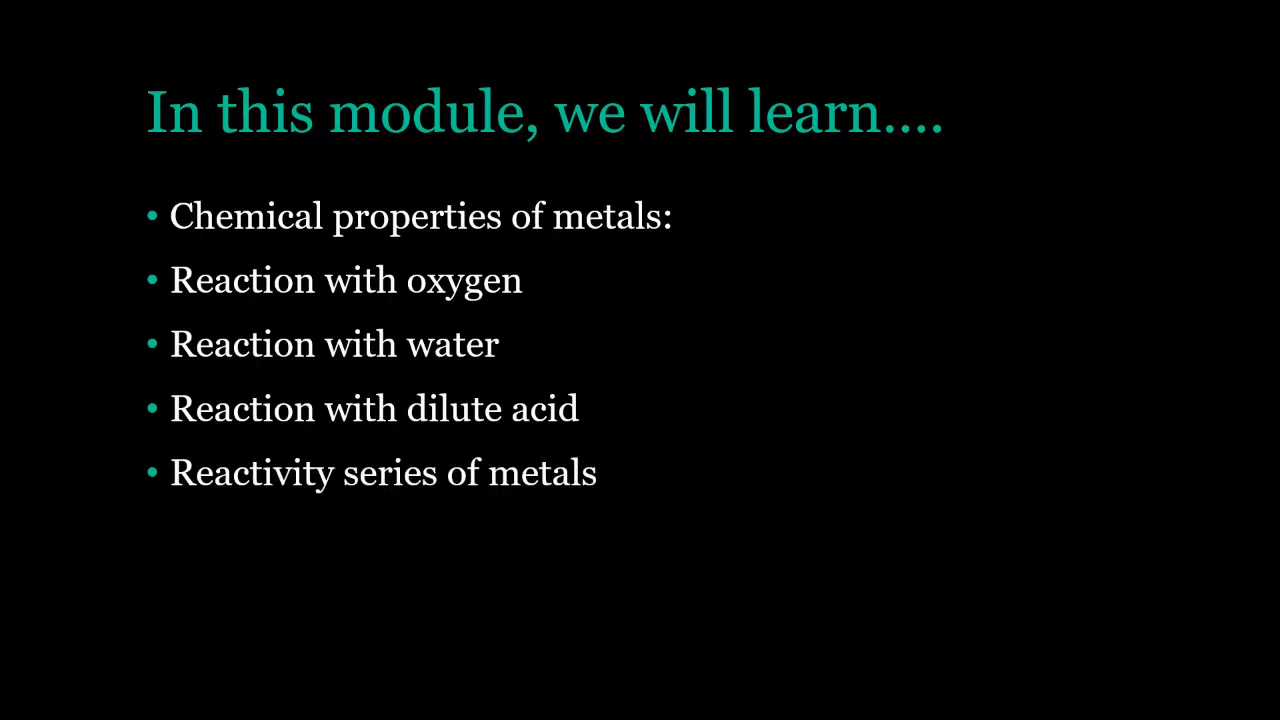 In this module, we will learn....
• Chemical properties of metals:
• Reaction with oxygen
• Reaction with water
• Reaction with dilute acid
• Reactivity series of metals